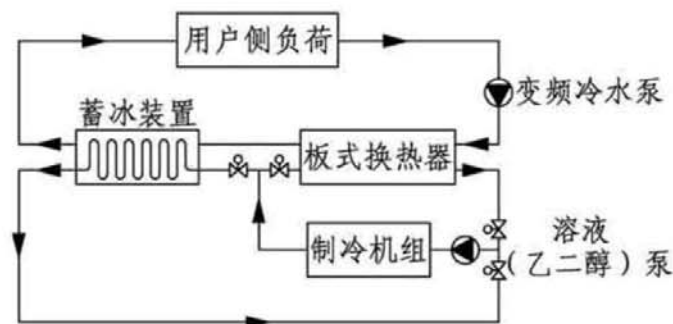 用户侧负荷
变频冷水泵
蓄冰装置
板式换热器
制冷机组
溶液
（乙二醇）泵